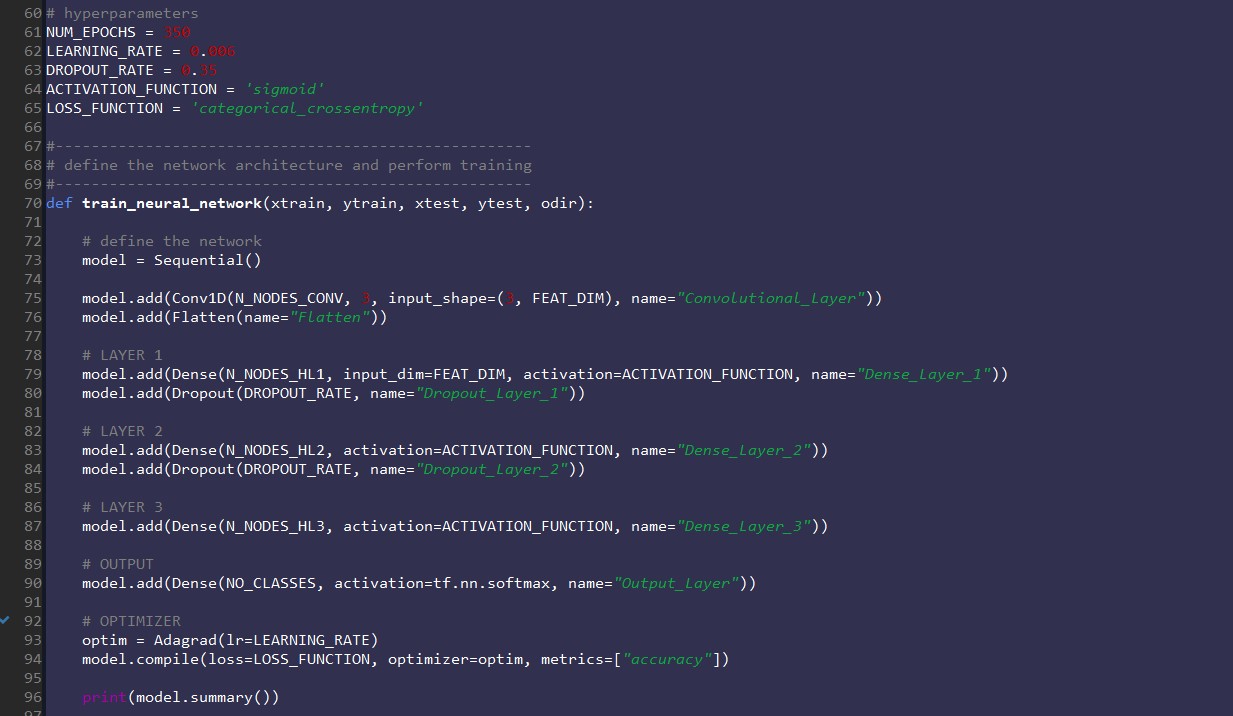 60 # hyperparameters
61 NUM_EPOCHS = 350
62 LEARNING_RATE = 0.006
63 DROPOUT_RATE = 0.35
64 ACTIVATION_FUNCTION = 'sigmoid'
65 LOSS_FUNCTION = 'categorical_crossentropy'
66
67 #-----------------------------------------------------
68 # define the network architecture and perform training
69 #-----------------------------------------------------
70 def train_neural_network(xtrain, ytrain, xtest, ytest, odir):
71
72     # define the network
73     model = Sequential()
74
75     model.add(Conv1D(N_NODES_CONV, 3, input_shape=(3, FEAT_DIM), name="Convolutional_Layer"))
76     model.add(Flatten(name="Flatten"))
77
78     # LAYER 1
79     model.add(Dense(N_NODES_HL1, input_dim=FEAT_DIM, activation=ACTIVATION_FUNCTION, name="Dense_Layer_1"))
80     model.add(Dropout(DROPOUT_RATE, name="Dropout_Layer_1"))
81
82     # LAYER 2
83     model.add(Dense(N_NODES_HL2, activation=ACTIVATION_FUNCTION, name="Dense_Layer_2"))
84     model.add(Dropout(DROPOUT_RATE, name="Dropout_Layer_2"))
85
86     # LAYER 3
87     model.add(Dense(N_NODES_HL3, activation=ACTIVATION_FUNCTION, name="Dense_Layer_3"))
88
89     # OUTPUT
90     model.add(Dense(NO_CLASSES, activation=tf.nn.softmax, name="Output_Layer"))
91
92     # OPTIMIZER
93     optim = Adagrad(lr=LEARNING_RATE)
94     model.compile(loss=LOSS_FUNCTION, optimizer=optim, metrics=["accuracy"])
95
96     print(model.summary())
97